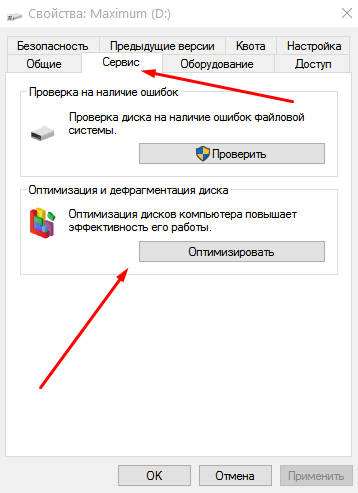 Свойства: Maximum (D:)
Безопасность Предыдущие версии Квота Настройка
Общие Сервис Оборудование Доступ
Проверка на наличие ошибок
Проверка диска на наличие ошибок файловой
системы.
Проверить
Оптимизация и дефрагментация диска
Оптимизация дисков компьютера повышает
эффективность его работы.
Оптимизировать
OK Отмена Применить